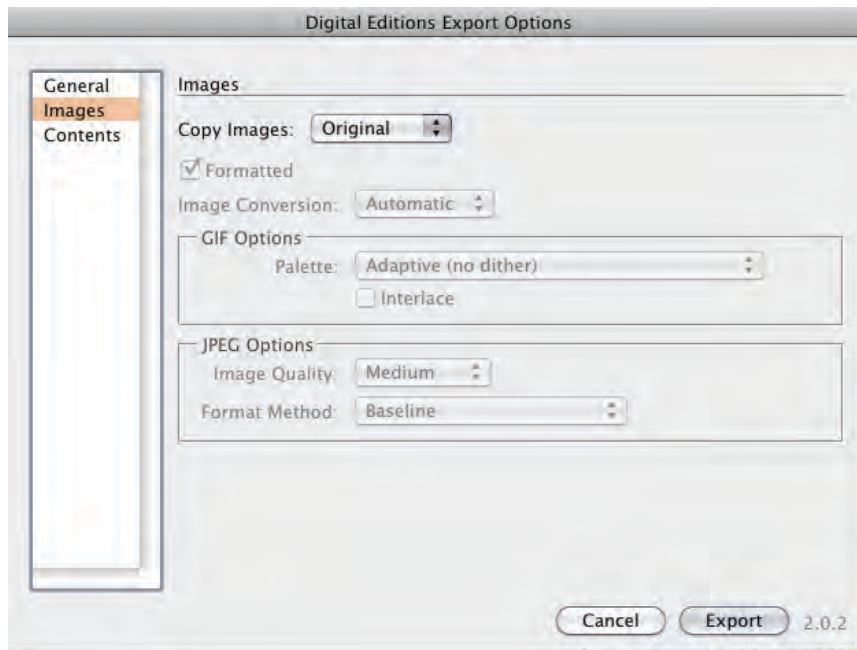 Digital Editions Export Options
General
Images
Contents
Images
Copy Images: Original
Formatted
Image Conversion: Automatic
GIF Options
Palette: Adaptive (no dither)
Interlace
JPEG Options
Image Quality: Medium
Format Method: Baseline
Cancel Export 2.0.2